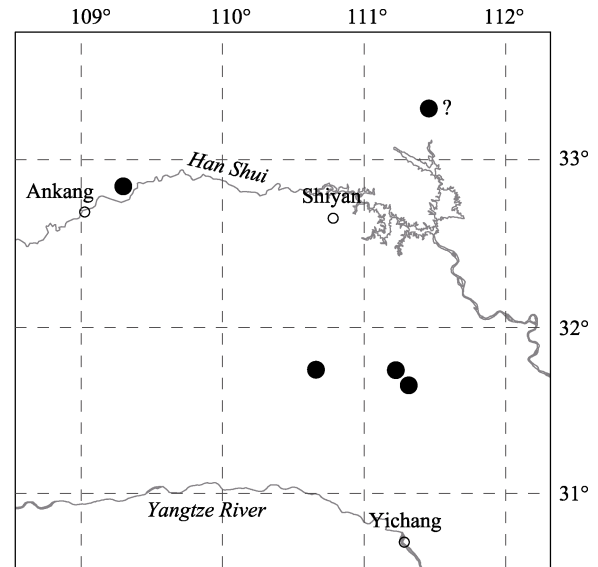 109° 110° 111° 112°
?
33°
Han Shui
Ankang
Shiyan
32°
31°
Yangtze River
Yichang